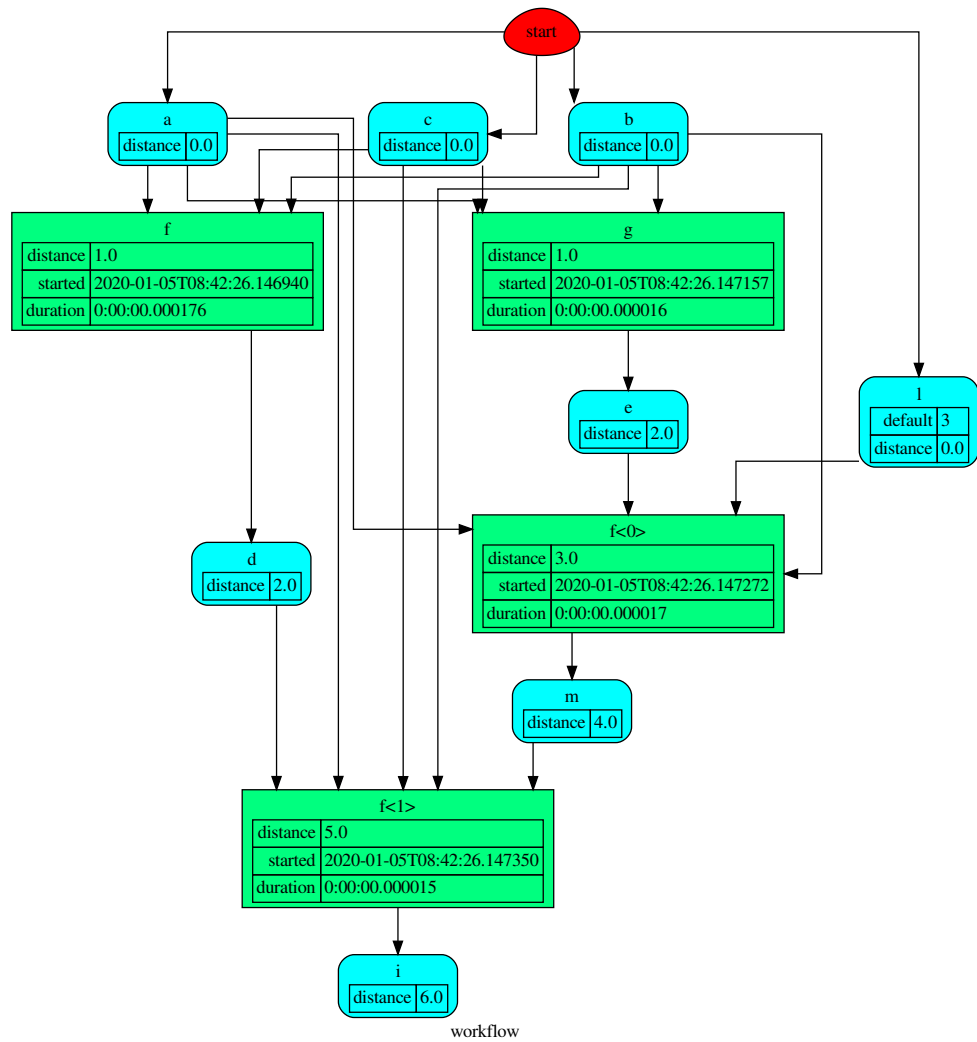 start
a
distance 0.0
c
distance 0.0
b
distance 0.0
f
distance 1.0
started 2020-01-05T08:42:26.146940
duration 0:00:00.000176
g
distance 1.0
started 2020-01-05T08:42:26.147157
duration 0:00:00.000016
l
default 3
distance 0.0
e
distance 2.0
f<0>
distance 3.0
started 2020-01-05T08:42:26.147272
duration 0:00:00.000017
d
distance 2.0
m
distance 4.0
f<1>
distance 5.0
started 2020-01-05T08:42:26.147350
duration 0:00:00.000015
i
distance 6.0
workflow